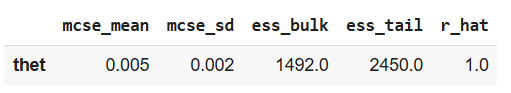 mcse_mean mcse_sd ess_bulk ess_tail r_hat
thet 0.005 0.002 1492.0 2450.0 1.0